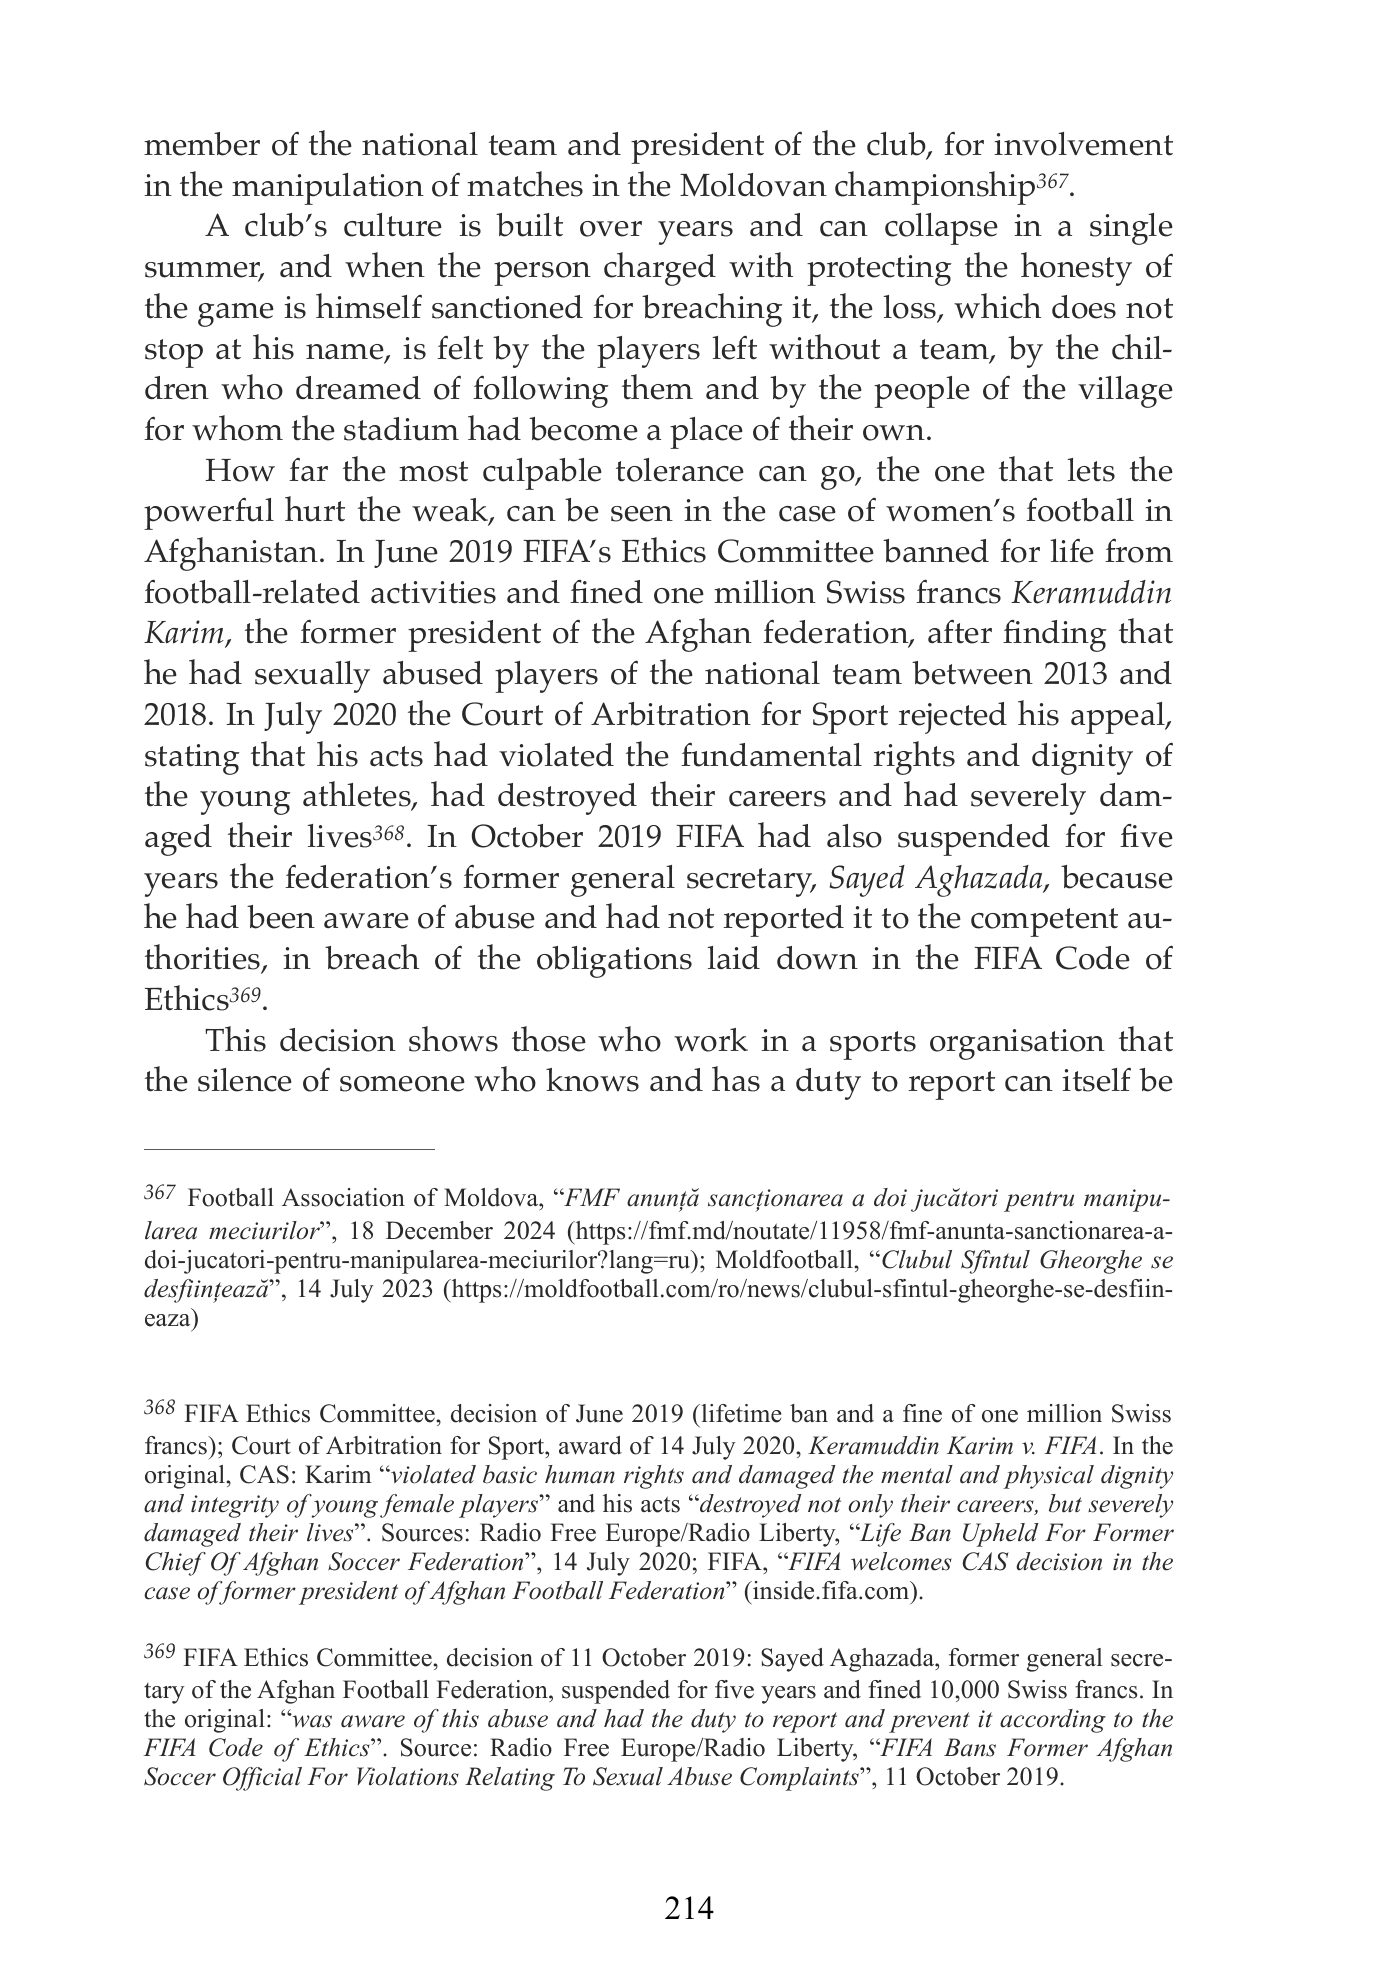 member of the national team and president of the club, for involvement
in the manipulation of matches in the Moldovan championship367.
A club’s culture is built over years and can collapse in a single
summer, and when the person charged with protecting the honesty of
the game is himself sanctioned for breaching it, the loss, which does not
stop at his name, is felt by the players left without a team, by the chil-
dren who dreamed of following them and by the people of the village
for whom the stadium had become a place of their own.
How far the most culpable tolerance can go, the one that lets the
powerful hurt the weak, can be seen in the case of women’s football in
Afghanistan. In June 2019 FIFA’s Ethics Committee banned for life from
football-related activities and fined one million Swiss francs Keramuddin
Karim, the former president of the Afghan federation, after finding that
he had sexually abused players of the national team between 2013 and
2018. In July 2020 the Court of Arbitration for Sport rejected his appeal,
stating that his acts had violated the fundamental rights and dignity of
the young athletes, had destroyed their careers and had severely dam-
aged their lives368. In October 2019 FIFA had also suspended for five
years the federation’s former general secretary, Sayed Aghazada, because
he had been aware of abuse and had not reported it to the competent au-
thorities, in breach of the obligations laid down in the FIFA Code of
Ethics369.
This decision shows those who work in a sports organisation that
the silence of someone who knows and has a duty to report can itself be
367 Football Association of Moldova, “FMF anunță sancționarea a doi jucători pentru manipu-
larea meciurilor”, 18 December 2024 (https://fmf.md/noutate/11958/fmf-anunta-sanctionarea-a-
doi-jucatori-pentru-manipularea-meciurilor?lang=ru); Moldfootball, “Clubul Sfîntul Gheorghe se
desființează”, 14 July 2023 (https://moldfootball.com/ro/news/clubul-sfintul-gheorghe-se-desfiin-
eaza)
368 FIFA Ethics Committee, decision of June 2019 (lifetime ban and a fine of one million Swiss
francs); Court of Arbitration for Sport, award of 14 July 2020, Keramuddin Karim v. FIFA. In the
original, CAS: Karim “violated basic human rights and damaged the mental and physical dignity
and integrity of young female players” and his acts “destroyed not only their careers, but severely
damaged their lives”. Sources: Radio Free Europe/Radio Liberty, “Life Ban Upheld For Former
Chief Of Afghan Soccer Federation”, 14 July 2020; FIFA, “FIFA welcomes CAS decision in the
case of former president of Afghan Football Federation” (inside.fifa.com).
369 FIFA Ethics Committee, decision of 11 October 2019: Sayed Aghazada, former general secre-
tary of the Afghan Football Federation, suspended for five years and fined 10,000 Swiss francs. In
the original: “was aware of this abuse and had the duty to report and prevent it according to the
FIFA Code of Ethics”. Source: Radio Free Europe/Radio Liberty, “FIFA Bans Former Afghan
Soccer Official For Violations Relating To Sexual Abuse Complaints”, 11 October 2019.
214